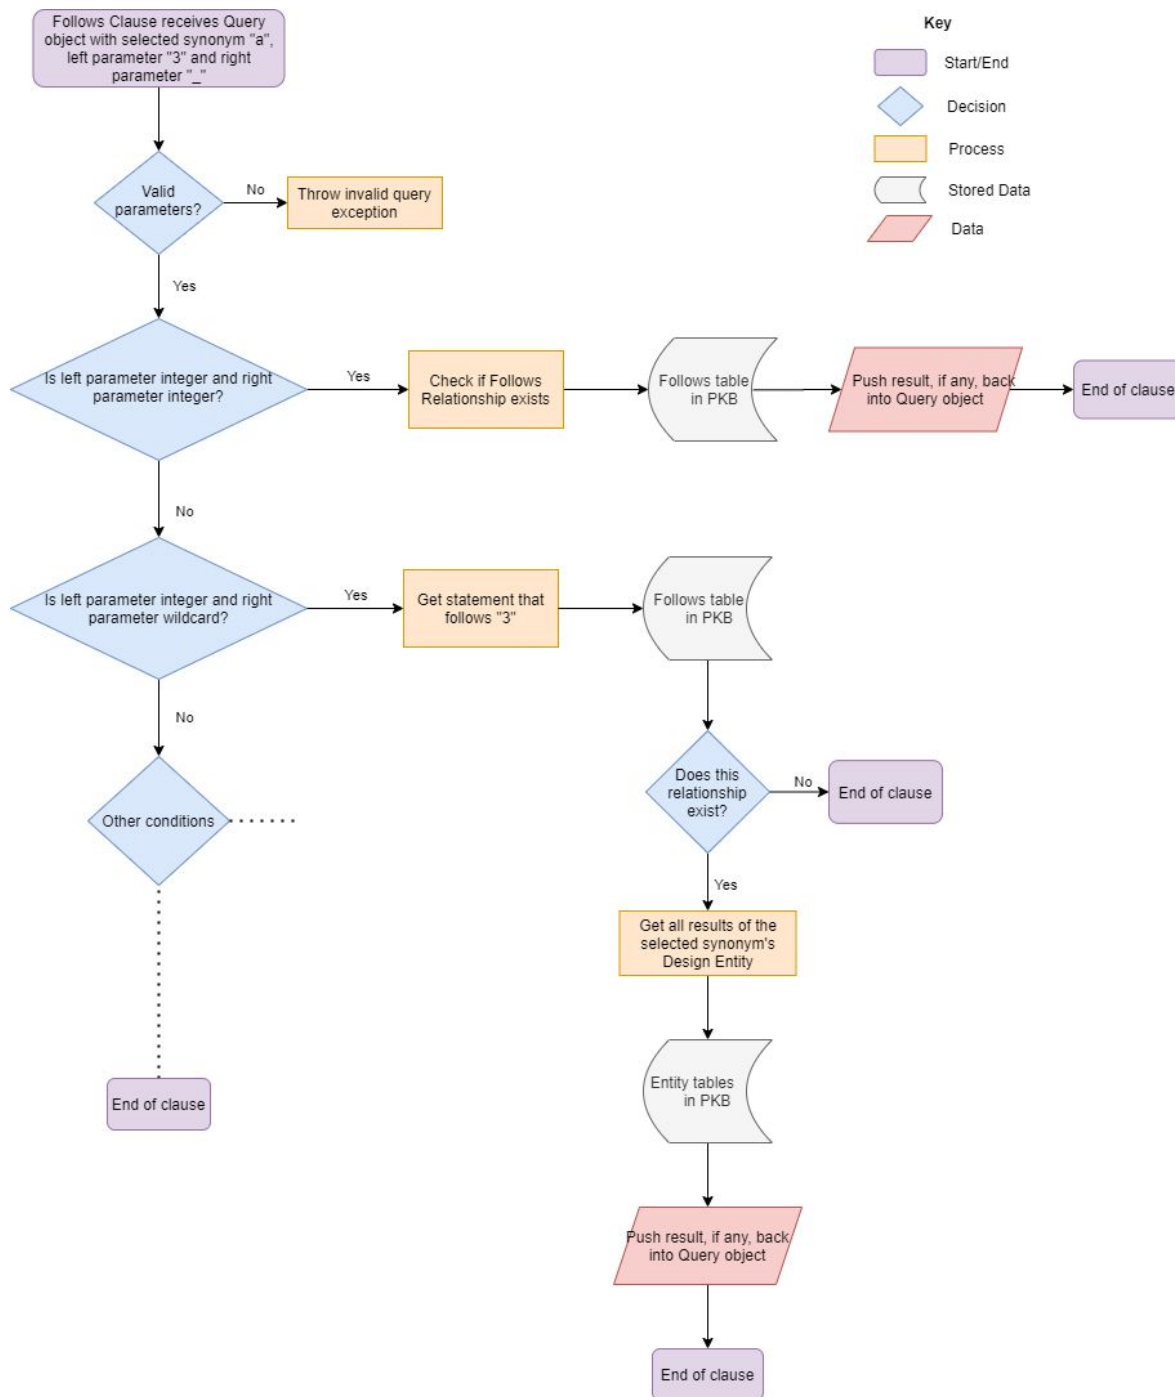 Follows Clause receives Query
object with selected synonym "a",
left parameter "3" and right
parameter "_"
Key
Start/End
Decision
Process
Stored Data
Data
Valid
parameters?
No
Throw invalid query
exception
Yes
Is left parameter integer and right
parameter integer?
Yes
Check if Follows
Relationship exists
Follows table
in PKB
Push result, if any, back
into Query object
End of clause
No
Is left parameter integer and right
parameter wildcard?
Yes
Get statement that
follows "3"
Follows table
in PKB
No
Other conditions
Does this
relationship
exist?
No
End of clause
Yes
Get all results of the
selected synonym's
Design Entity
Entity tables
in PKB
End of clause
Push result, if any, back
into Query object
End of clause